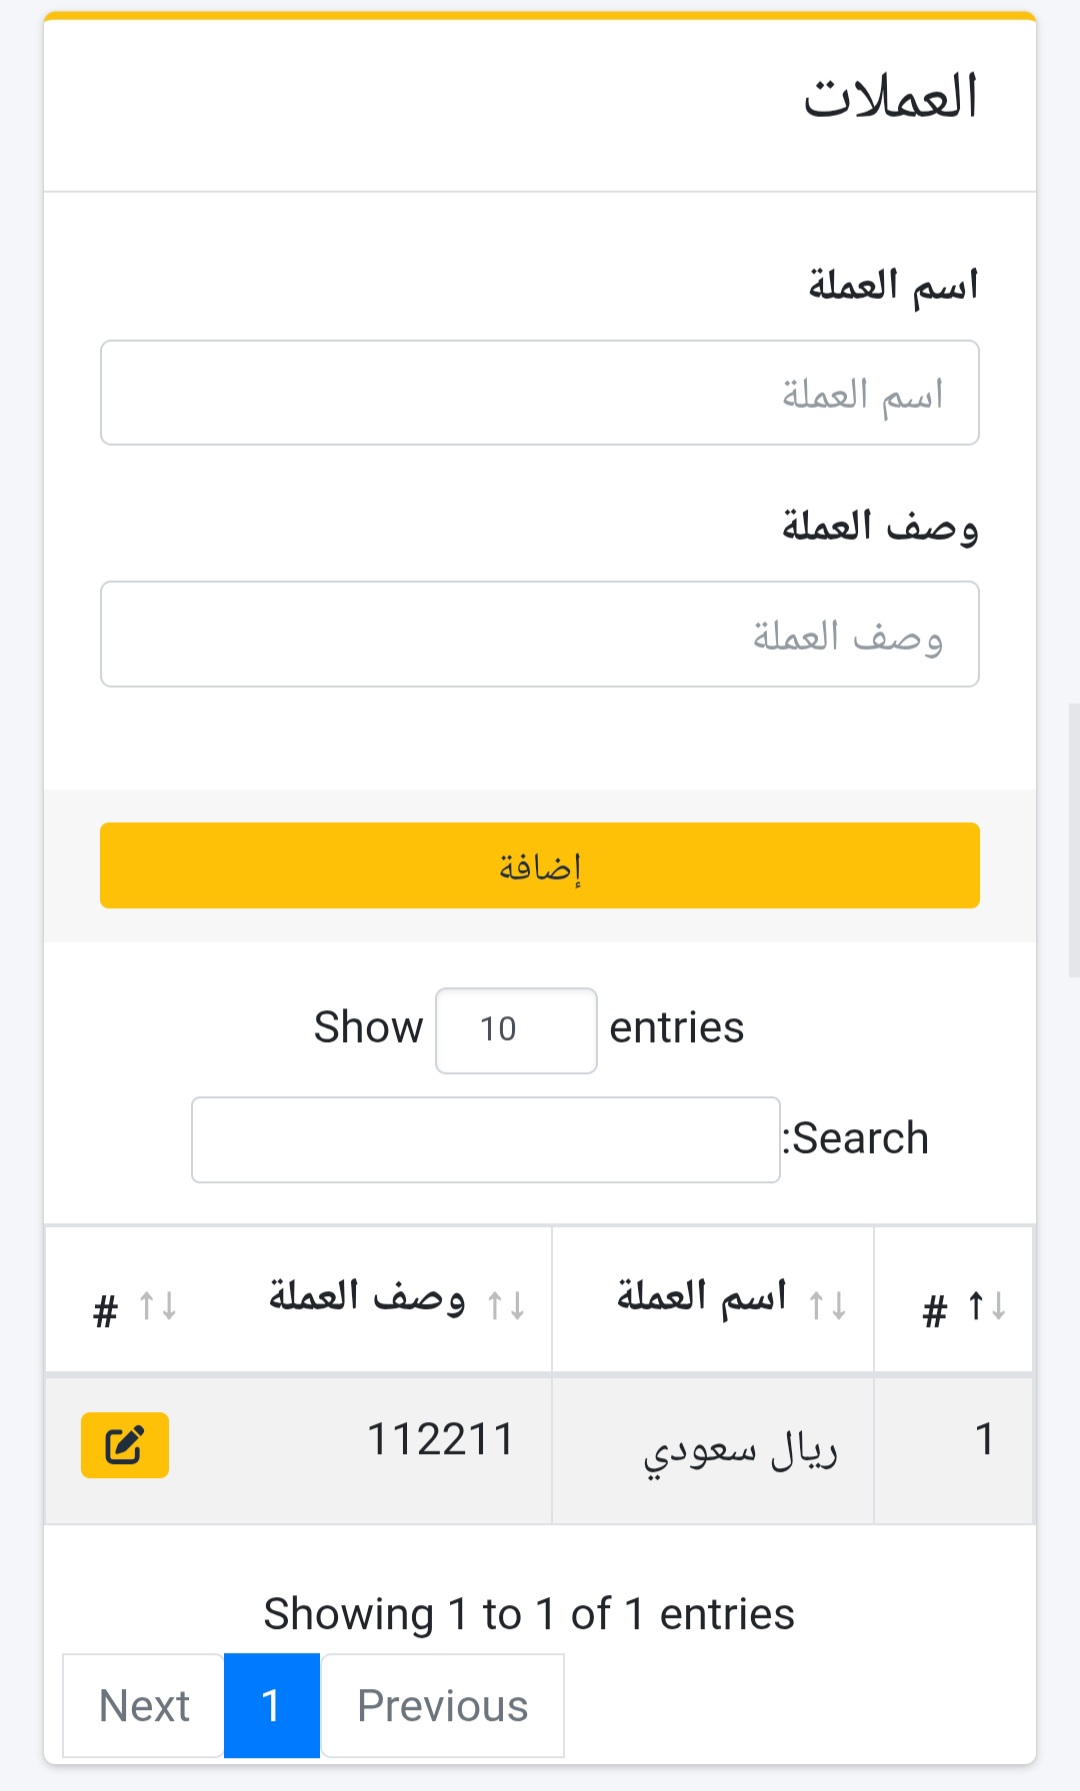 العملات
اسم العملة
اسم العملة
وصف العملة
وصف العملة
إضافة
Show 10 entries
Search:
# اسم العملة وصف العملة #
1 ريال سعودي 112211
Showing 1 to 1 of 1 entries
Previous 1 Next